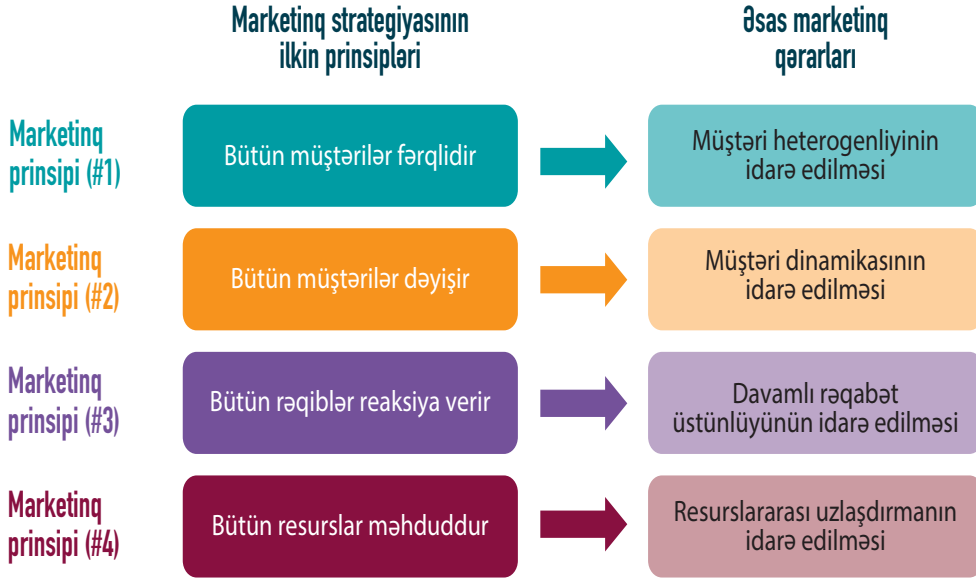 Marketinq strategiyasının
ilkin prinsipləri
Əsas marketinq
qərarları
Marketinq
prinsipi (#1)
Bütün müştərilər fərqlidir
Müştəri heterogenliyinin
idarə edilməsi
Marketinq
prinsipi (#2)
Bütün müştərilər dəyişir
Müştəri dinamikasının
idarə edilməsi
Marketinq
prinsipi (#3)
Bütün rəqiblər reaksiya verir
Davamlı rəqabət
üstünlüyünün idarə edilməsi
Marketinq
prinsipi (#4)
Bütün resurslar məhduddur
Resurslararası uzlaşdırmanın
idarə edilməsi